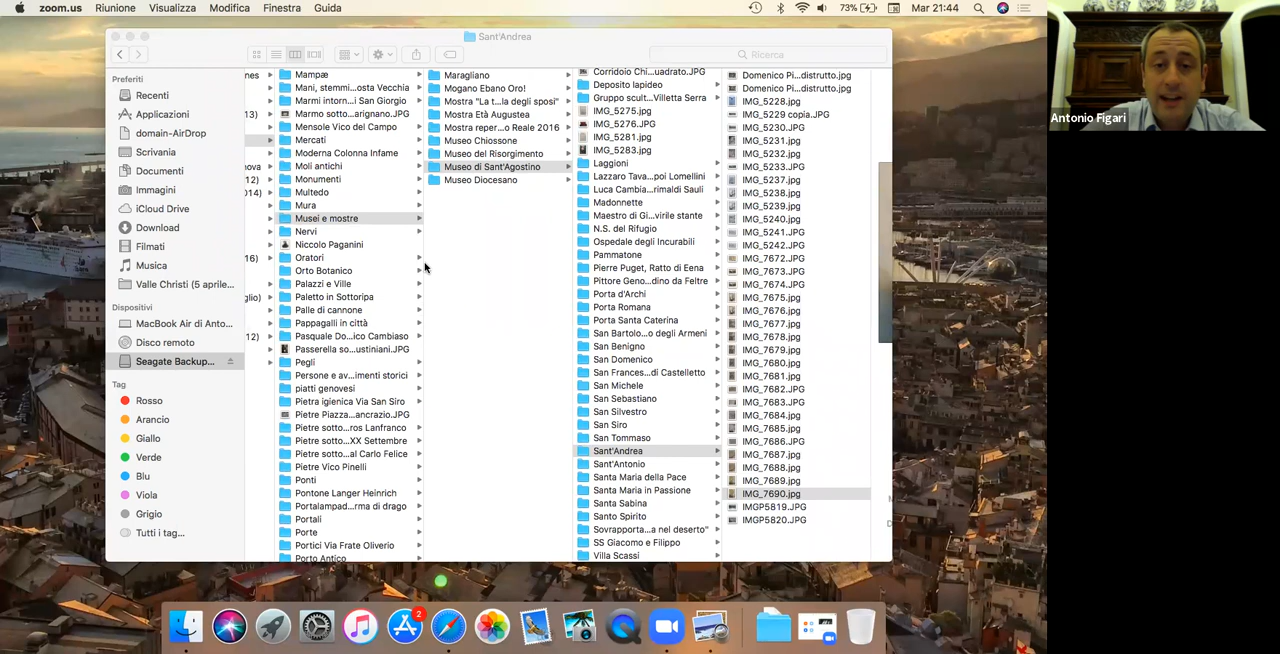 zoom.us Riunione Visualizza Modifica Finestra Guida
73% Mar 21:44
Sant'Andrea
Ricerca
Preferiti
Recenti
Applicazioni
domain-AirDrop
Scrivania
Documenti
Immagini
iCloud Drive
Download
Filmati
Musica
Valle Christi (5 aprile...
Dispositivi
MacBook Air di Anto...
Disco remoto
Seagate Backup...
Tag
Rosso
Arancio
Giallo
Verde
Blu
Viola
Grigio
Tutti i tag...
nes
13)
nova
12)
014)
16)
glio)
12)
Mampæ
Mani, stemmi...osta Vecchia
Marmi intorn...i San Giorgio
Marmo sotto...arignano.JPG
Mensole Vico del Campo
Mercati
Moderna Colonna Infame
Moli antichi
Monumenti
Multedo
Mura
Musei e mostre
Nervi
Niccolo Paganini
Oratori
Orto Botanico
Palazzi e Ville
Paletto in Sottoripa
Palle di cannone
Pappagalli in città
Pasquale Do...ico Cambiaso
Passerella so...ustiniani.JPG
Pegli
Persone e av...imenti storici
piatti genovesi
Pietra igienica Via San Siro
Pietre Piazza...ancrazio.JPG
Pietre sotto...ros Lanfranco
Pietre sotto...XX Settembre
Pietre sotto...al Carlo Felice
Pietre Vico Pinelli
Ponti
Pontone Langer Heinrich
Portalampad...rma di drago
Portali
Porte
Portici Via Frate Oliverio
Porto Antico
Maragliano
Mogano Ebano Oro!
Mostra "La t...la degli sposi"
Mostra Età Augustea
Mostra reper...o Reale 2016
Museo Chiossone
Museo del Risorgimento
Museo di Sant'Agostino
Museo Diocesano
Corridoio Chi...uadrato.JPG
Deposito lapideo
Gruppo scult...Villetta Serra
IMG_5275.jpg
IMG_5276.JPG
IMG_5281.jpg
IMG_5283.jpg
Laggioni
Lazzaro Tava...poi Lomellini
Luca Cambia...rimaldi Sauli
Madonnette
Maestro di Gi...virile stante
N.S. del Rifugio
Ospedale degli Incurabili
Pammatone
Pierre Puget, Ratto di Elena
Pittore Geno...dino da Feltre
Porta d'Archi
Porta Romana
Porta Santa Caterina
San Bartolo...o degli Armeni
San Benigno
San Domenico
San Frances...di Castelletto
San Michele
San Sebastiano
San Silvestro
San Siro
San Tommaso
Sant'Andrea
Sant'Antonio
Santa Maria della Pace
Santa Maria in Passione
Santa Sabina
Santo Spirito
Sovrapporta...a nel deserto"
SS Giacomo e Filippo
Villa Scassi
Domenico Pi...distrutto.jpg
Domenico Pi...distrutto.jpg
IMG_5228.jpg
IMG_5229 copia.JPG
IMG_5230.JPG
IMG_5231.jpg
IMG_5232.jpg
IMG_5233.JPG
IMG_5237.jpg
IMG_5238.jpg
IMG_5239.jpg
IMG_5240.jpg
IMG_5241.JPG
IMG_5242.JPG
IMG_7672.JPG
IMG_7673.JPG
IMG_7674.JPG
IMG_7675.jpg
IMG_7676.jpg
IMG_7677.jpg
IMG_7678.jpg
IMG_7679.jpg
IMG_7680.jpg
IMG_7681.jpg
IMG_7682.JPG
IMG_7683.JPG
IMG_7684.jpg
IMG_7685.jpg
IMG_7686.JPG
IMG_7687.jpg
IMG_7688.jpg
IMG_7689.jpg
IMG_7690.jpg
IMGP5819.JPG
IMGP5820.JPG
2
Antonio Figari